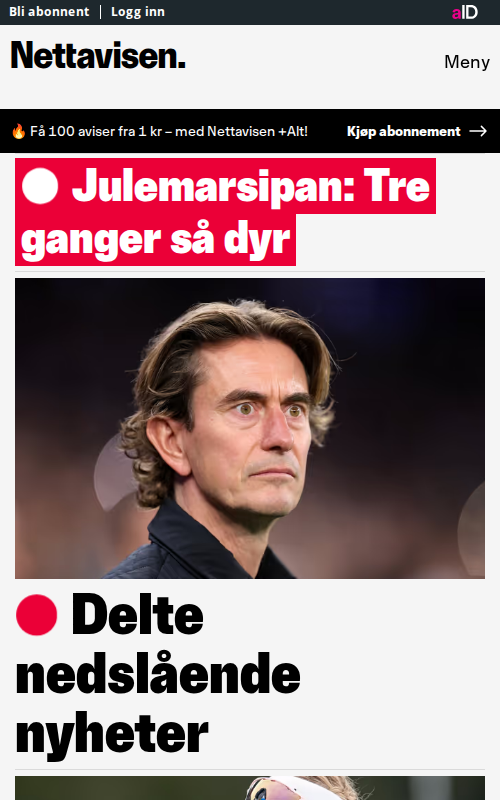 Bli abonnent | Logg inn
aID
Nettavisen.
Meny
🔥 Få 100 aviser fra 1 kr – med Nettavisen +Alt!
Kjøp abonnement →
Julemarsipan: Tre
ganger så dyr
Delte
nedslående
nyheter